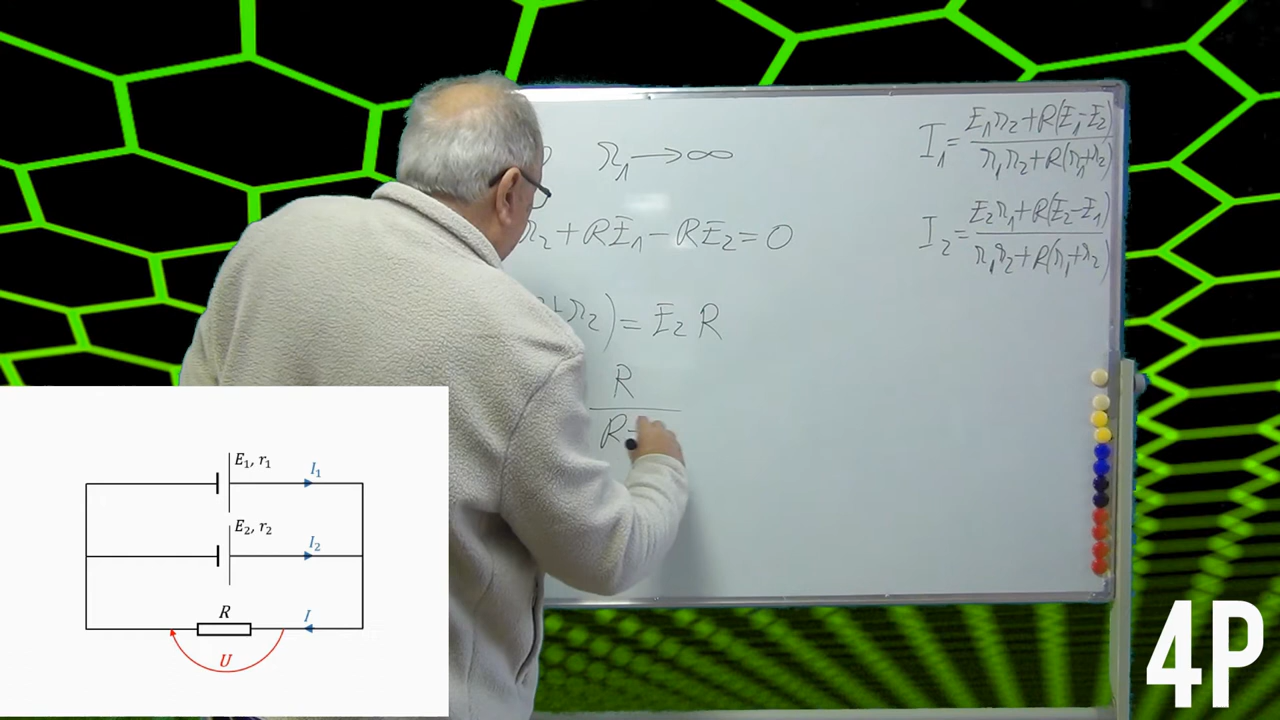 r₁ → ∞
r₂ + RE₁ − RE₂ = 0
r₂) = E₂ R
R
R
I₁ = (E₁r₂ + R(E₁−E₂)) / (r₁r₂ + R(r₁+r₂))
I₂ = (E₂r₁ + R(E₂−E₁)) / (r₁r₂ + R(r₁+r₂))
E₁, r₁
I₁
E₂, r₂
I₂
R
I
U
4P